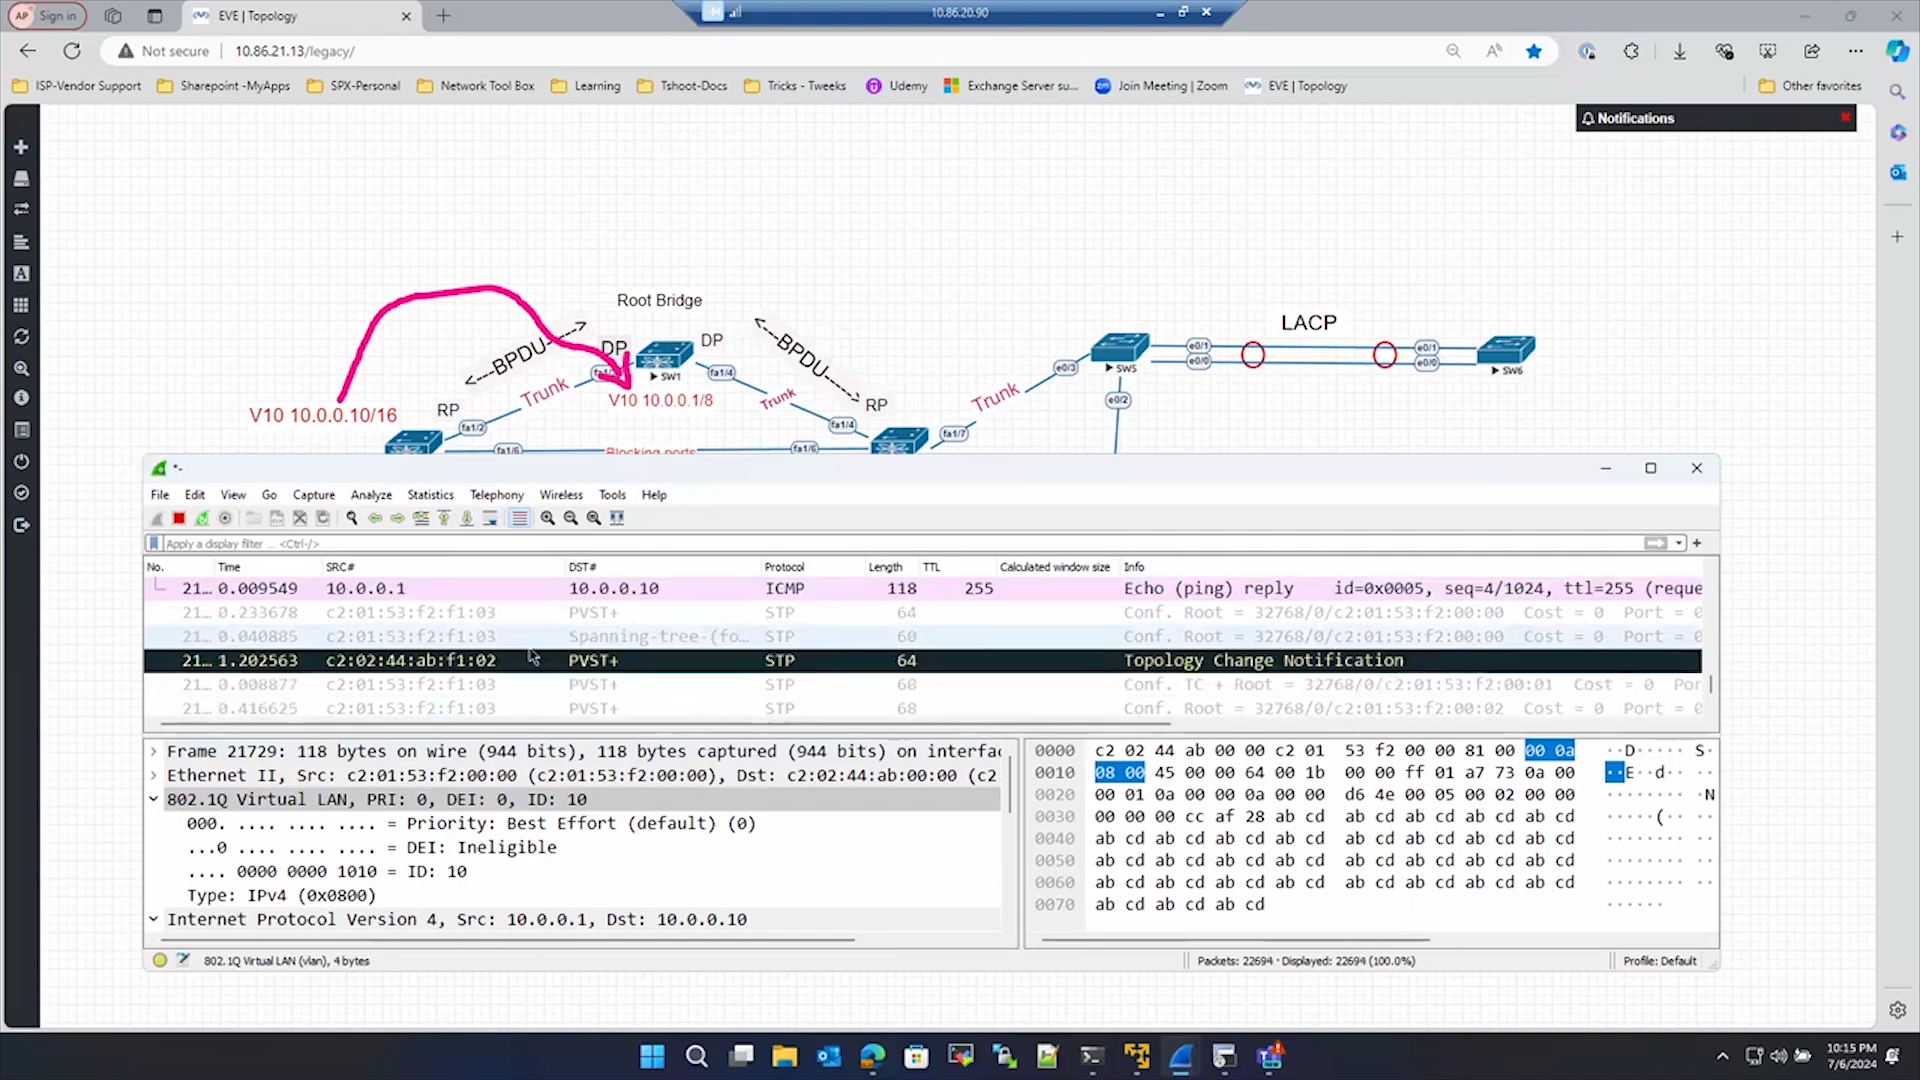 AP Sign in
EVE | Topology
10.86.20.90
Not secure
10.86.21.13/legacy/
ISP-Vendor Support
Sharepoint -MyApps
SPX-Personal
Network Tool Box
Learning
Tshoot-Docs
Tricks - Tweeks
Udemy
Exchange Server su...
Join Meeting | Zoom
EVE | Topology
Other favorites
Notifications
Root Bridge
LACP
BPDU
DP
DP
BPDU
SW1
fa1/4
Trunk
V10 10.0.0.1/8
Trunk
V10 10.0.0.10/16
RP
RP
fa1/2
fa1/4
fa1/6
Blocking ports
fa1/6
fa1/7
Trunk
e0/3
SW5
e0/1
e0/0
e0/1
e0/0
SW6
e0/2
File Edit View Go Capture Analyze Statistics Telephony Wireless Tools Help
Apply a display filter ... <Ctrl-/>
No. Time SRC# DST# Protocol Length TTL Calculated window size Info
21... 0.009549 10.0.0.1 10.0.0.10 ICMP 118 255 Echo (ping) reply id=0x0005, seq=4/1024, ttl=255 (reque
21... 0.233678 c2:01:53:f2:f1:03 PVST+ STP 64 Conf. Root = 32768/0/c2:01:53:f2:00:00 Cost = 0 Port =
21... 0.040885 c2:01:53:f2:f1:03 Spanning-tree-(fo... STP 60 Conf. Root = 32768/0/c2:01:53:f2:00:00 Cost = 0 Port =
21... 1.202563 c2:02:44:ab:f1:02 PVST+ STP 64 Topology Change Notification
21... 0.008877 c2:01:53:f2:f1:03 PVST+ STP 68 Conf. TC + Root = 32768/0/c2:01:53:f2:00:01 Cost = 0 Por
21... 0.416625 c2:01:53:f2:f1:03 PVST+ STP 68 Conf. Root = 32768/0/c2:01:53:f2:00:02 Cost = 0 Port =
Frame 21729: 118 bytes on wire (944 bits), 118 bytes captured (944 bits) on interfac
Ethernet II, Src: c2:01:53:f2:00:00 (c2:01:53:f2:00:00), Dst: c2:02:44:ab:00:00 (c2
802.1Q Virtual LAN, PRI: 0, DEI: 0, ID: 10
000. .... .... .... = Priority: Best Effort (default) (0)
...0 .... .... .... = DEI: Ineligible
.... 0000 0000 1010 = ID: 10
Type: IPv4 (0x0800)
Internet Protocol Version 4, Src: 10.0.0.1, Dst: 10.0.0.10
0000 c2 02 44 ab 00 00 c2 01 53 f2 00 00 81 00 00 0a ··D····· S·
0010 08 00 45 00 00 64 00 1b 00 00 ff 01 a7 73 0a 00 ··E··d··
0020 00 01 0a 00 00 0a 00 00 d6 4e 00 05 00 02 00 00 ········ ·N
0030 00 00 00 cc af 28 ab cd ab cd ab cd ab cd ab cd ·····(·· ··
0040 ab cd ab cd ab cd ab cd ab cd ab cd ab cd ab cd ········ ··
0050 ab cd ab cd ab cd ab cd ab cd ab cd ab cd ab cd ········ ··
0060 ab cd ab cd ab cd ab cd ab cd ab cd ab cd ab cd ········ ··
0070 ab cd ab cd ab cd ······
802.1Q Virtual LAN (vlan), 4 bytes
Packets: 22694 · Displayed: 22694 (100.0%)
Profile: Default
10:15 PM
7/6/2024